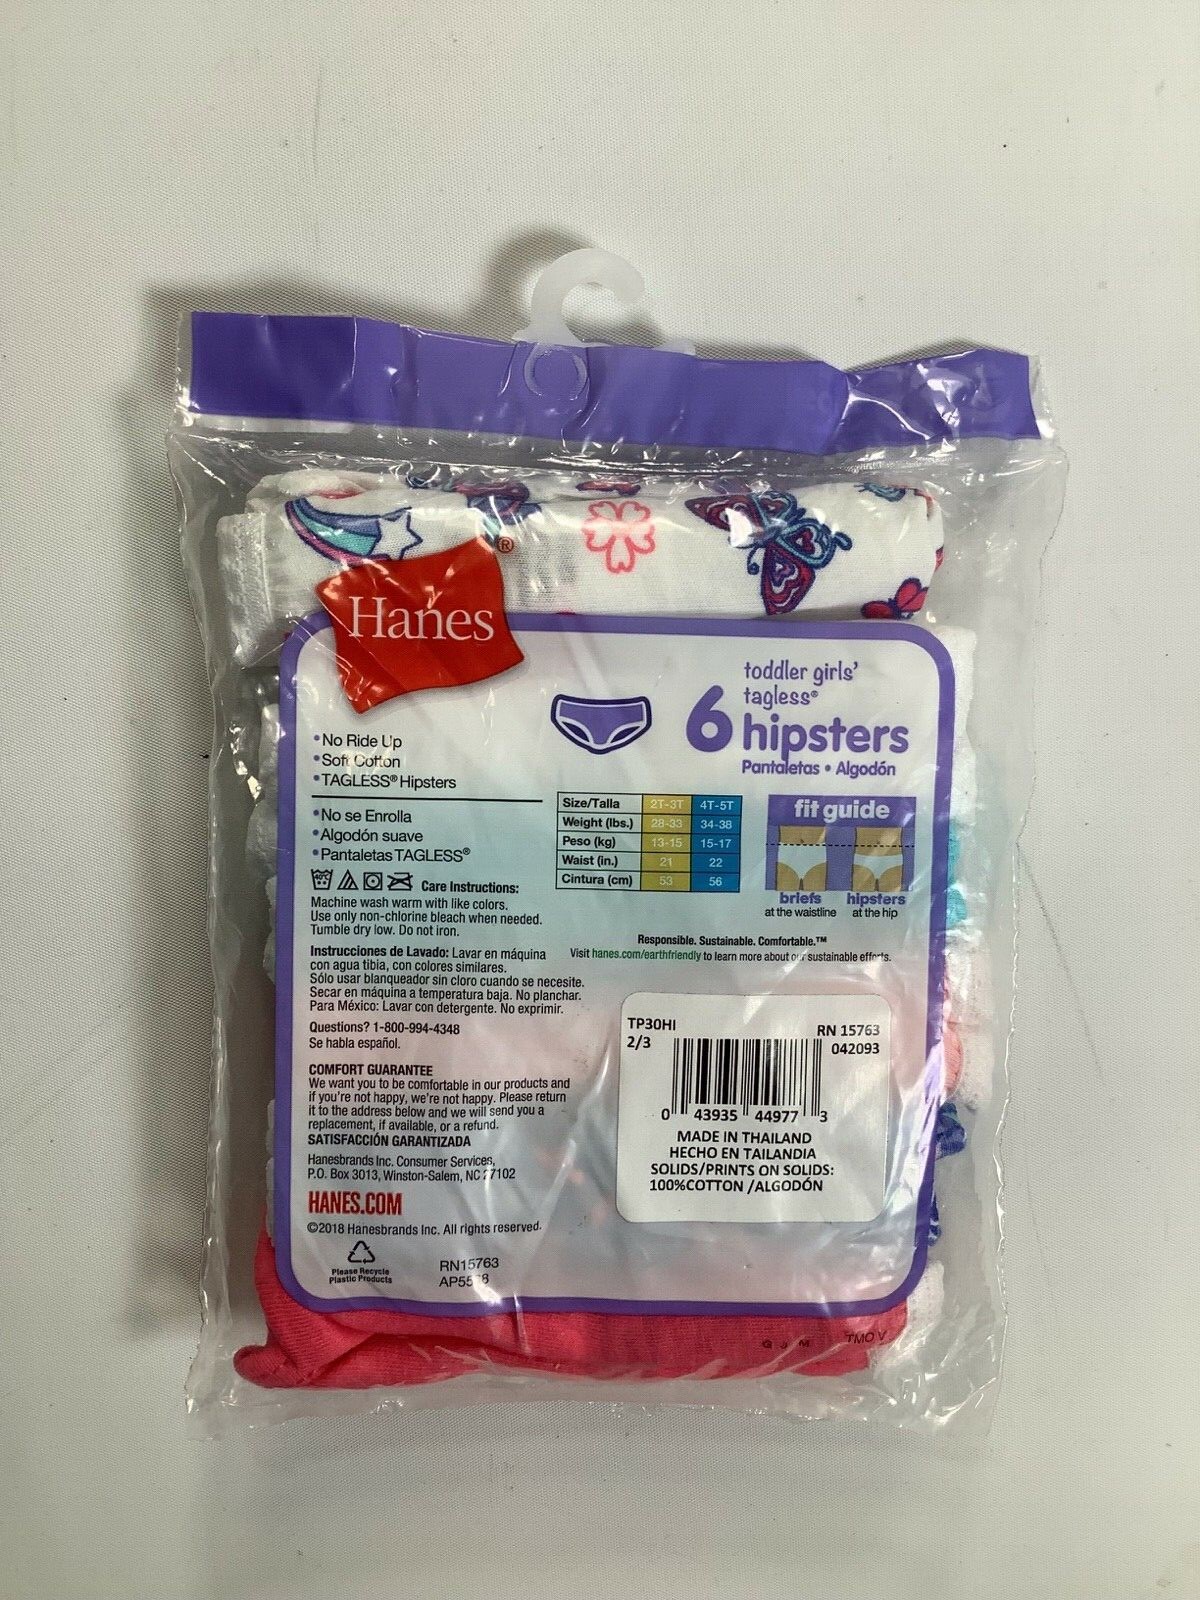 Hanes®
toddler girls'
tagless®
6 hipsters
Pantaletas • Algodón
•No Ride Up
•Soft Cotton
•TAGLESS® Hipsters
•No se Enrolla
•Algodón suave
•Pantaletas TAGLESS®
Size/Talla 2T-3T 4T-5T
Weight (lbs.) 28-33 34-38
Peso (kg) 13-15 15-17
Waist (in.) 21 22
Cintura (cm) 53 56
fit guide
briefs hipsters
at the waistline at the hip
Care Instructions:
Machine wash warm with like colors.
Use only non-chlorine bleach when needed.
Tumble dry low. Do not iron.
Responsible. Sustainable. Comfortable.™
Visit hanes.com/earthfriendly to learn more about our sustainable efforts.
Instrucciones de Lavado: Lavar en máquina
con agua tibia, con colores similares.
Sólo usar blanqueador sin cloro cuando se necesite.
Secar en máquina a temperatura baja. No planchar.
Para México: Lavar con detergente. No exprimir.
Questions? 1-800-994-4348
Se habla español.
COMFORT GUARANTEE
We want you to be comfortable in our products and
if you're not happy, we're not happy. Please return
it to the address below and we will send you a
replacement, if available, or a refund.
SATISFACCIÓN GARANTIZADA
Hanesbrands Inc. Consumer Services,
P.O. Box 3013, Winston-Salem, NC 27102
HANES.COM
©2018 Hanesbrands Inc. All rights reserved.
Please Recycle
Plastic Products
RN15763
TP30HI RN 15763
2/3 042093
0 43935 44977 3
MADE IN THAILAND
HECHO EN TAILANDIA
SOLIDS/PRINTS ON SOLIDS:
100%COTTON /ALGODÓN
TMO V